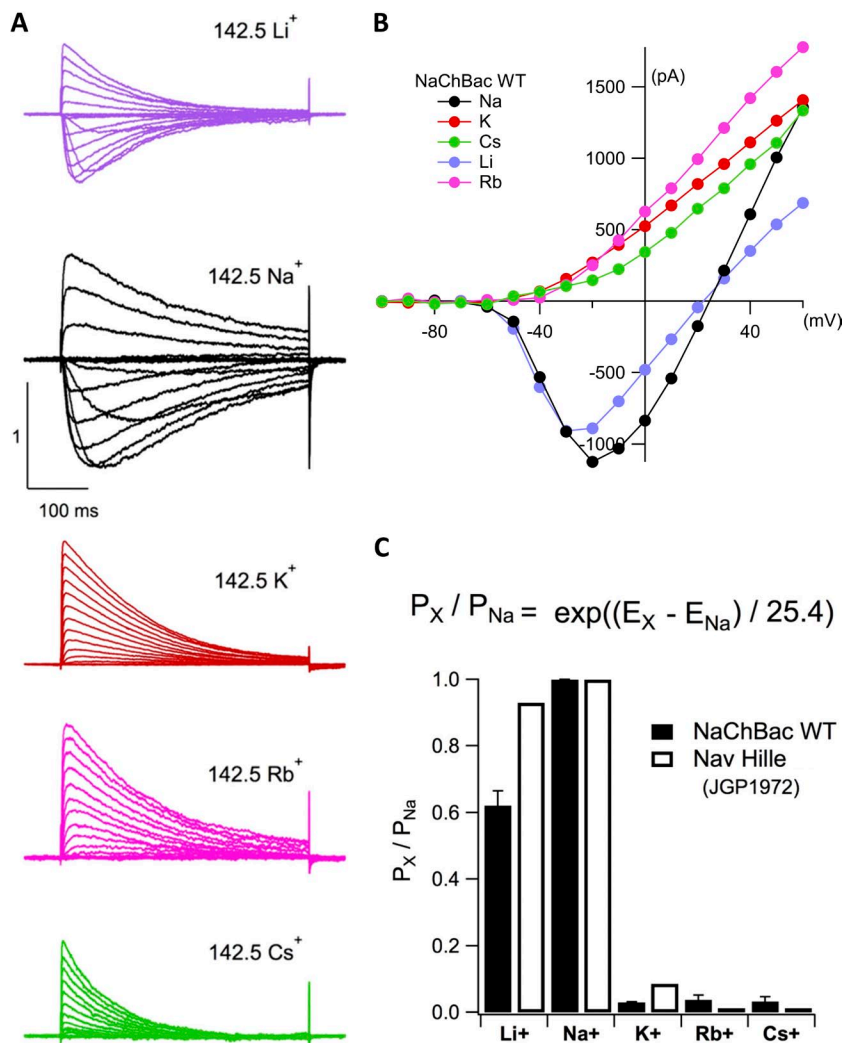 A
142.5 Li+
142.5 Na+
1
100 ms
142.5 K+
142.5 Rb+
142.5 Cs+
B
NaChBac WT
Na
K
Cs
Li
Rb
(pA)
1500
1000
500
-500
-1000
-80
-40
40
(mV)
C
PX / PNa = exp((EX - ENa) / 25.4)
PX / PNa
1.0
0.8
0.6
0.4
0.2
0.0
NaChBac WT
Nav Hille
(JGP1972)
Li+ Na+ K+ Rb+ Cs+